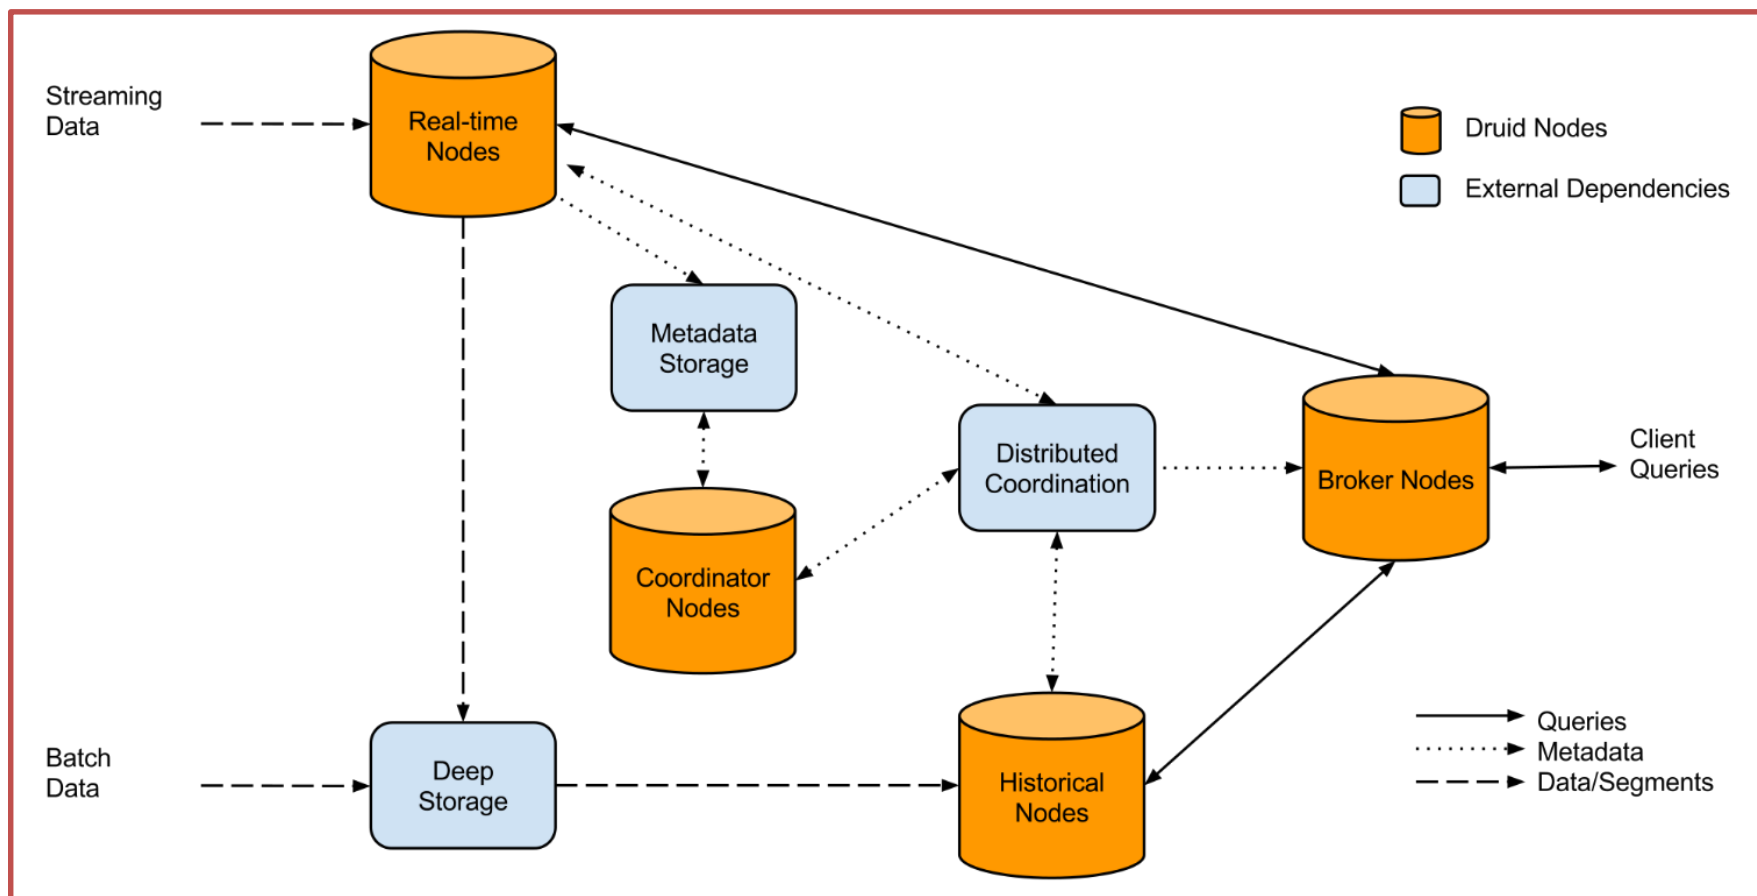 Streaming
Data
Real-time
Nodes
Druid Nodes
External Dependencies
Metadata
Storage
Distributed
Coordination
Broker Nodes
Client
Queries
Coordinator
Nodes
Batch
Data
Deep
Storage
Historical
Nodes
Queries
Metadata
Data/Segments